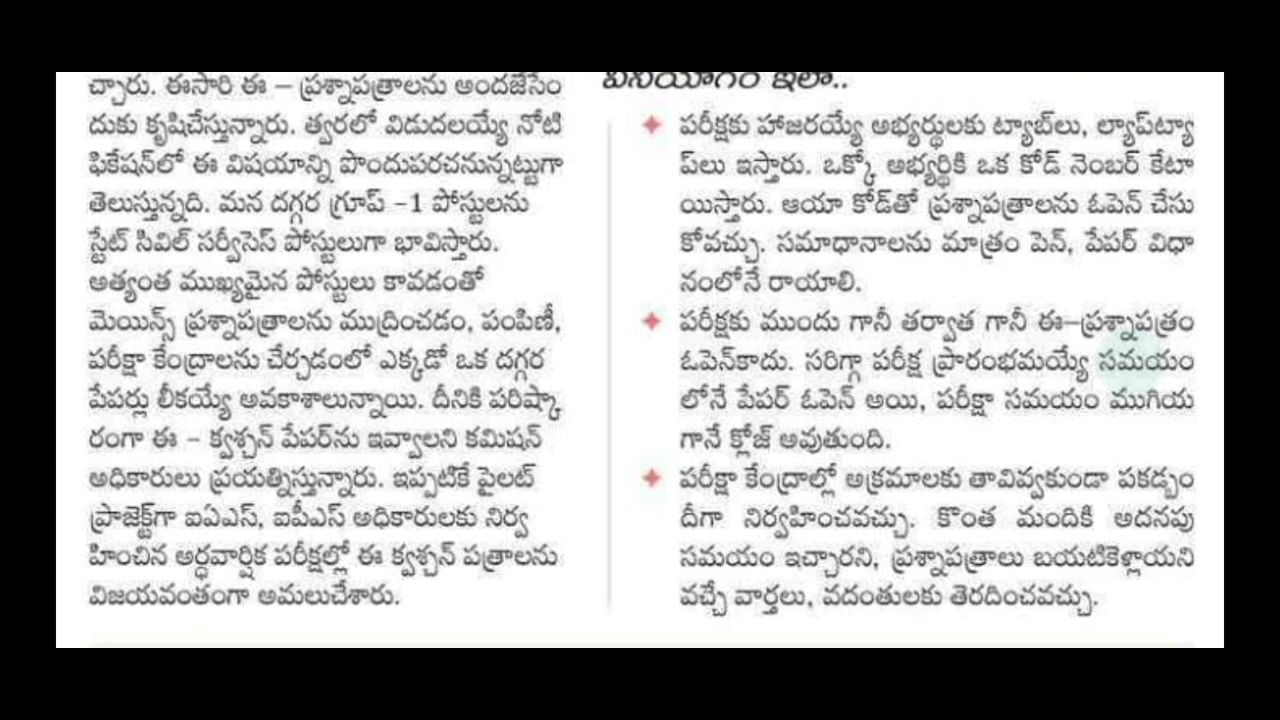 చ్చారు. ఈసారి ఈ – ప్రశ్నాపత్రాలను అందజేసేం
దుకు కృషిచేస్తున్నారు. త్వరలో విడుదలయ్యే నోటి
ఫికేషన్‌లో ఈ విషయాన్ని పొందుపరచనున్నట్టుగా
తెలుస్తున్నది. మన దగ్గర గ్రూప్ –1 పోస్టులను
స్టేట్ సివిల్ సర్వీసెస్ పోస్టులుగా భావిస్తారు.
అత్యంత ముఖ్యమైన పోస్టులు కావడంతో
మెయిన్స్ ప్రశ్నాపత్రాలను ముద్రించడం, పంపిణీ,
పరీక్షా కేంద్రాలను చేర్చడంలో ఎక్కడో ఒక దగ్గర
పేపర్లు లీకయ్యే అవకాశాలున్నాయి. దీనికి పరిష్కా
రంగా ఈ – క్వశ్చన్ పేపర్‌ను ఇవ్వాలని కమిషన్
అధికారులు ప్రయత్నిస్తున్నారు. ఇప్పటికే పైలట్
ప్రాజెక్ట్‌గా ఐఏఎస్, ఐపీఎస్ అధికారులకు నిర్వ
హించిన అర్ధవార్షిక పరీక్షల్లో ఈ క్వశ్చన్ పత్రాలను
విజయవంతంగా అమలుచేశారు.
వినియోగం ఇలా..
పరీక్షకు హాజరయ్యే అభ్యర్థులకు ట్యాబ్‌లు, ల్యాప్‌ట్యా
ప్‌లు ఇస్తారు. ఒక్కో అభ్యర్థికి ఒక కోడ్ నెంబర్ కేటా
యిస్తారు. ఆయా కోడ్‌తో ప్రశ్నాపత్రాలను ఓపెన్ చేసు
కోవచ్చు. సమాధానాలను మాత్రం పెన్, పేపర్ విధా
నంలోనే రాయాలి.
పరీక్షకు ముందు గానీ తర్వాత గానీ ఈ–ప్రశ్నాపత్రం
ఓపెన్‌కాదు. సరిగ్గా పరీక్ష ప్రారంభమయ్యే సమయం
లోనే పేపర్ ఓపెన్ అయి, పరీక్షా సమయం ముగియ
గానే క్లోజ్ అవుతుంది.
పరీక్షా కేంద్రాల్లో అక్రమాలకు తావివ్వకుండా పకడ్బం
దీగా నిర్వహించవచ్చు. కొంత మందికి అదనపు
సమయం ఇచ్చారని, ప్రశ్నాపత్రాలు బయటికెళ్లాయని
వచ్చే వార్తలు, వదంతులకు తెరదించవచ్చు.